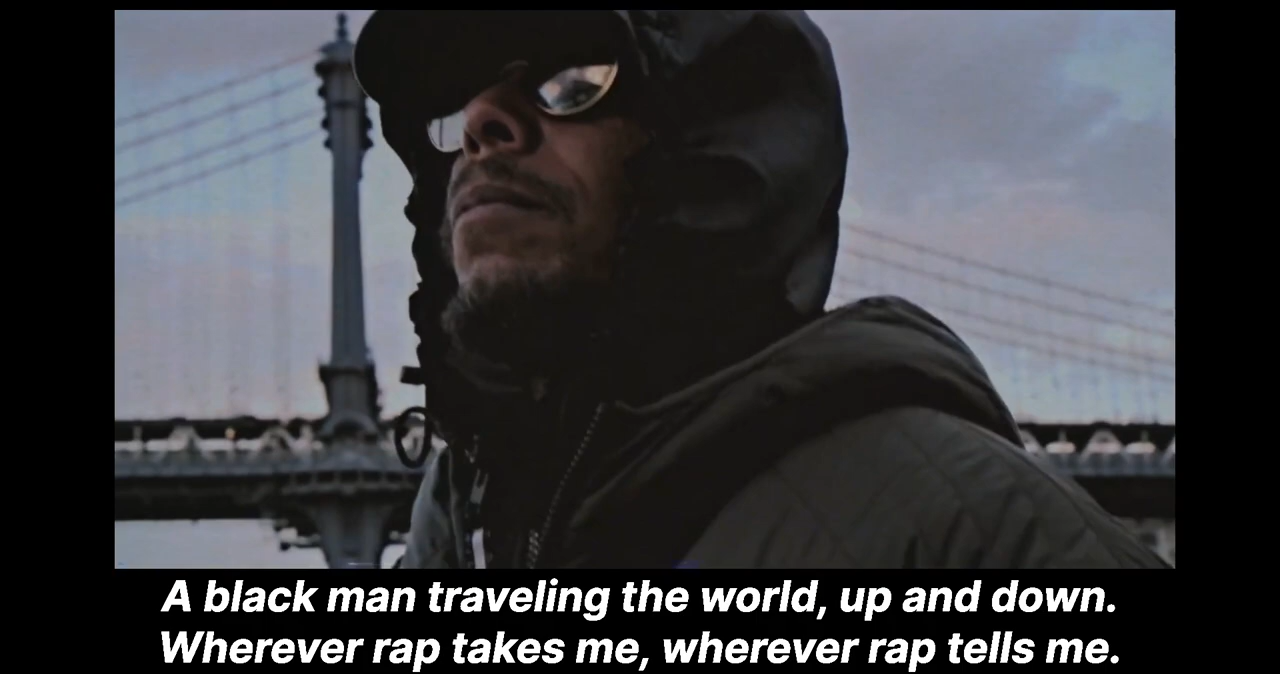 A black man traveling the world, up and down.
Wherever rap takes me, wherever rap tells me.